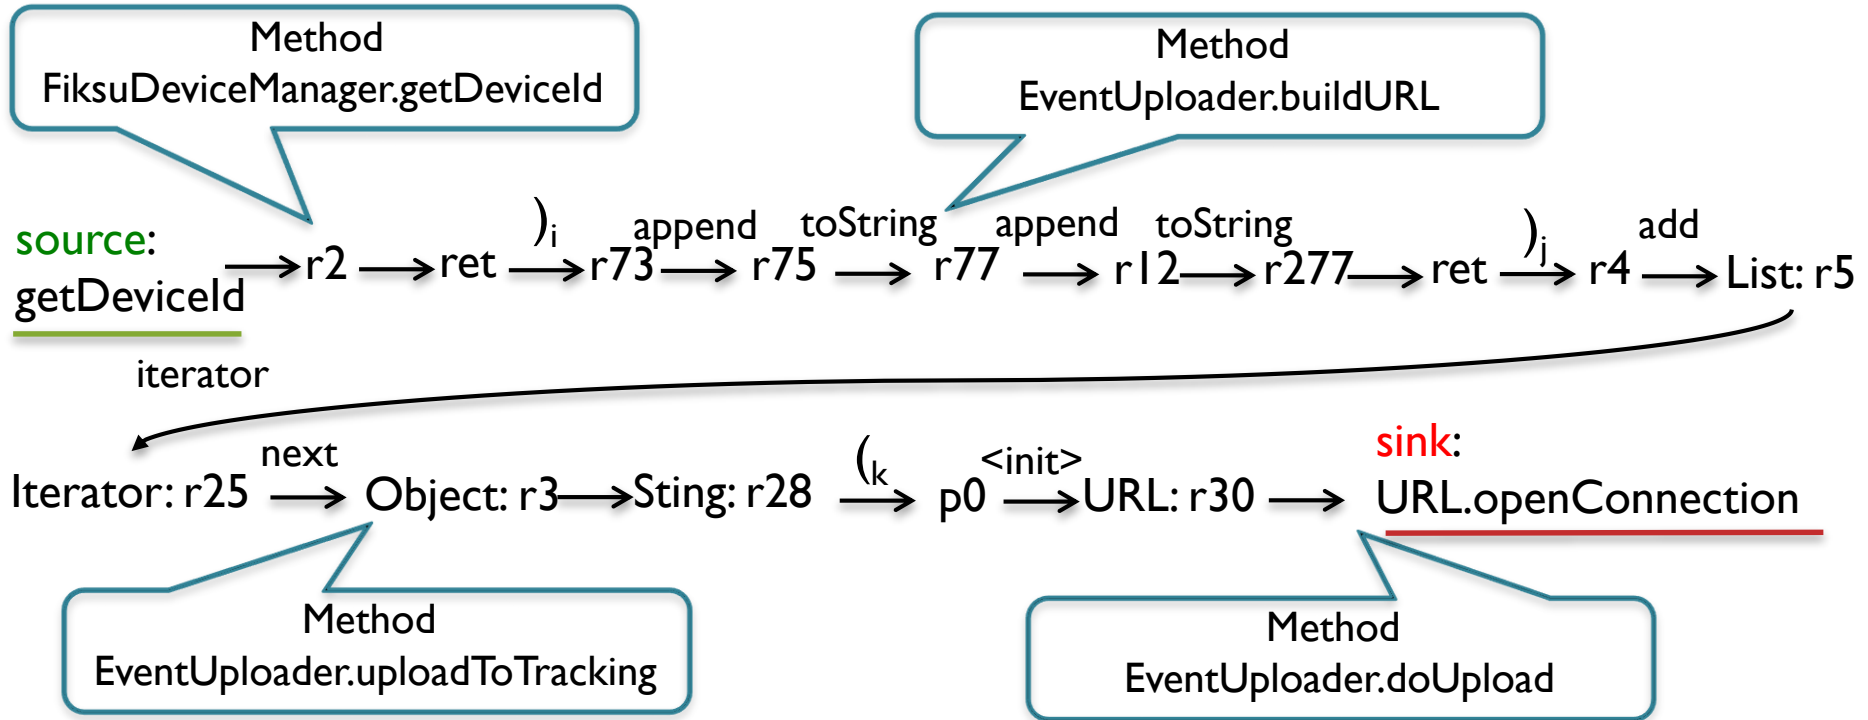 Method
FiksuDeviceManager.getDeviceId
Method
EventUploader.buildURL
)i append toString append toString )j add
source:
getDeviceId
r2 ret r73 r75 r77 r12 r277 ret r4 List: r5
iterator
next (k <init> sink:
Iterator: r25 Object: r3 Sting: r28 p0 URL: r30 URL.openConnection
Method
EventUploader.uploadToTracking
Method
EventUploader.doUpload